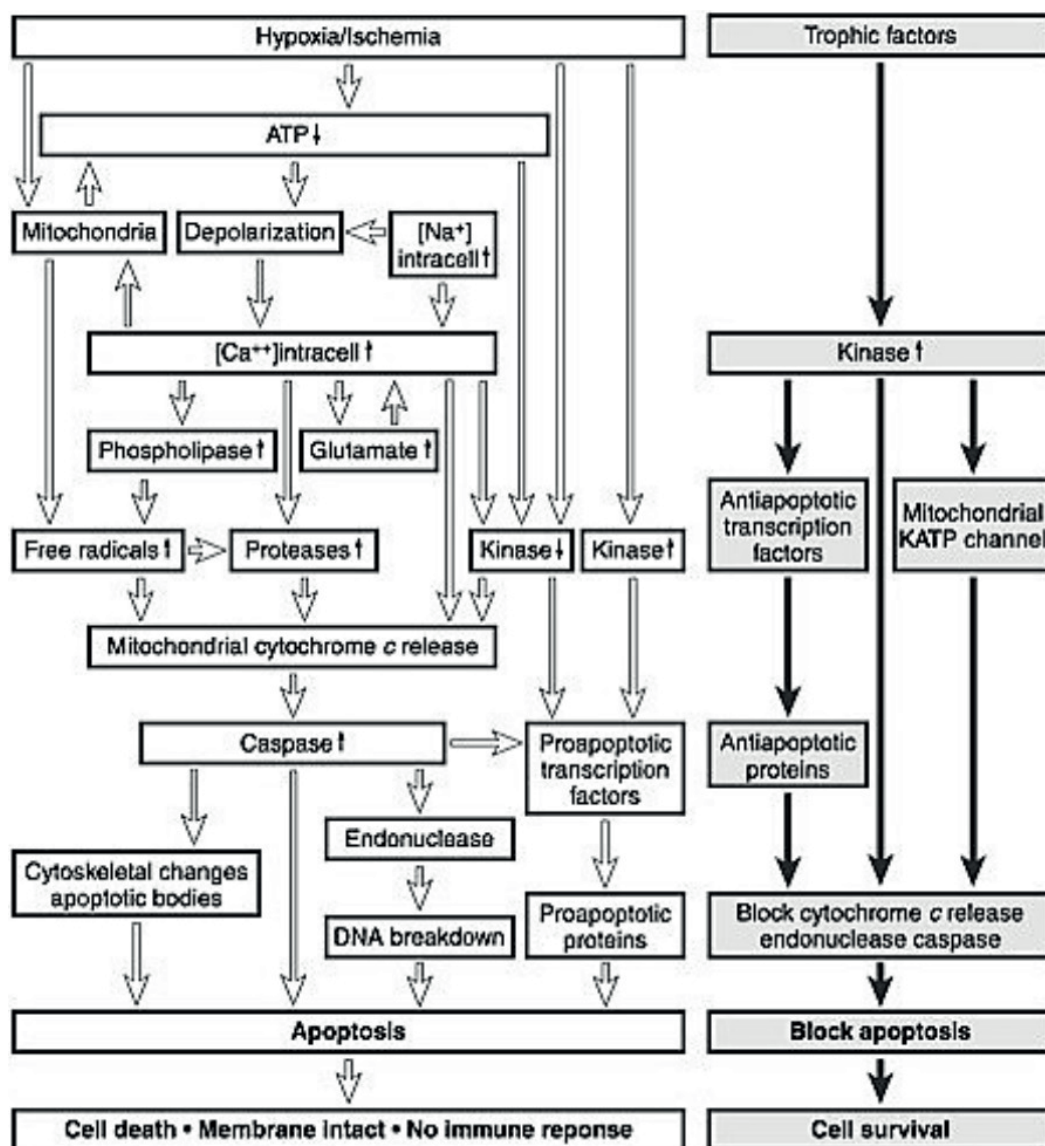 Hypoxia/Ischemia
Trophic factors
ATP↓
Mitochondria
Depolarization
[Na⁺]
intracell↑
[Ca⁺⁺]intracell↑
Kinase↑
Phospholipase↑
Glutamate↑
Antiapoptotic
transcription
factors
Mitochondrial
KATP channel
Free radicals↑
Proteases↑
Kinase↓
Kinase↑
Mitochondrial cytochrome c release
Caspase↑
Proapoptotic
transcription
factors
Antiapoptotic
proteins
Endonuclease
Cytoskeletal changes
apoptotic bodies
DNA breakdown
Proapoptotic
proteins
Block cytochrome c release
endonuclease caspase
Apoptosis
Block apoptosis
Cell death • Membrane intact • No immune reponse
Cell survival